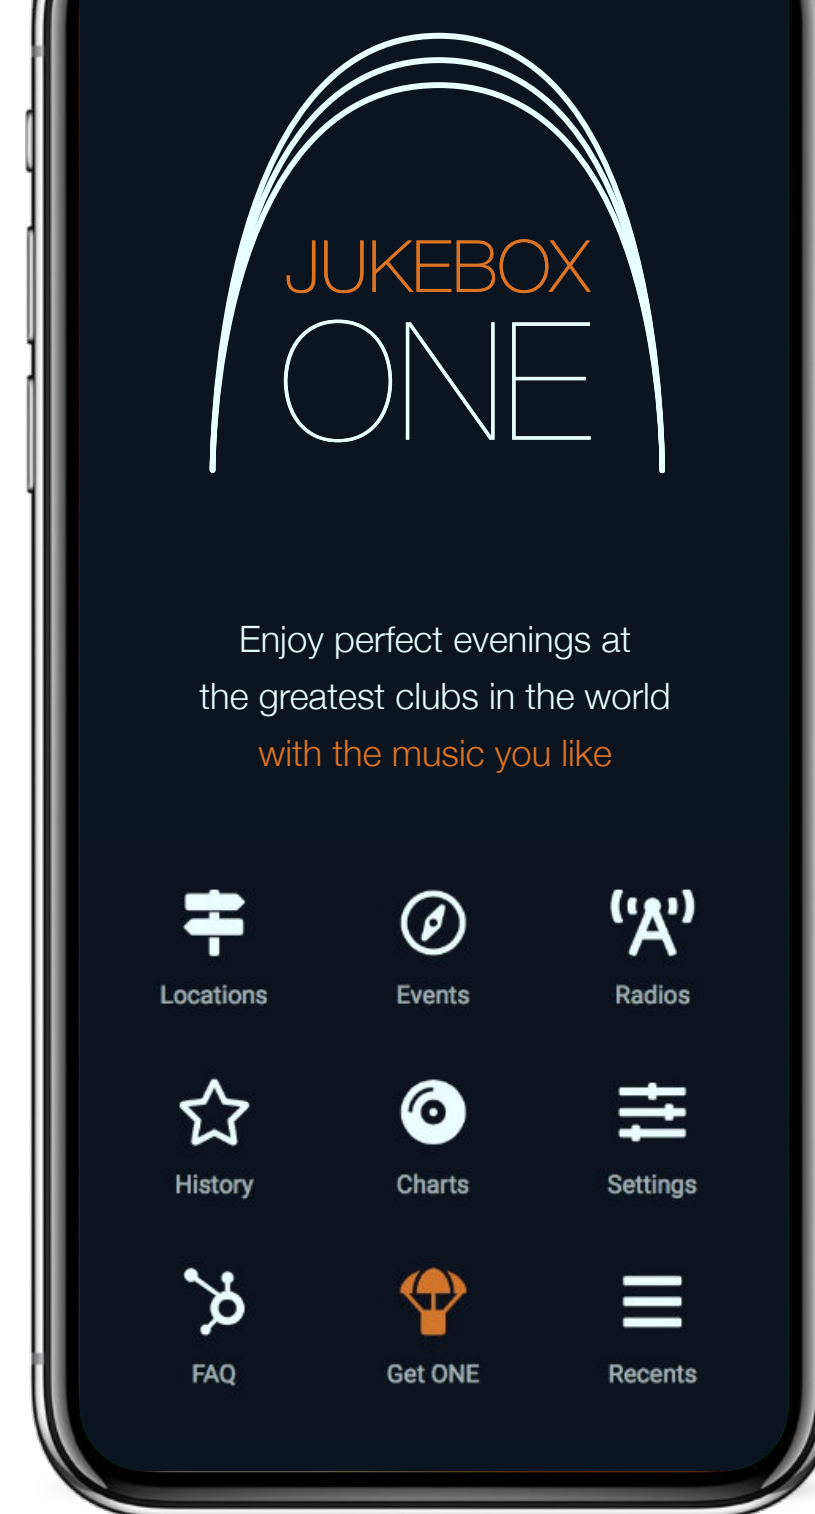 JUKEBOX
ONE
Enjoy perfect evenings at
the greatest clubs in the world
with the music you like
Locations
Events
Radios
History
Charts
Settings
FAQ
Get ONE
Recents